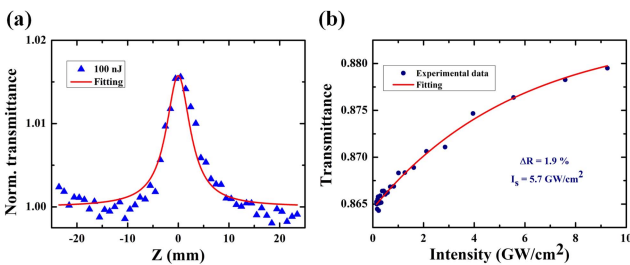 (a)
1.02
1.01
1.00
Norm. transmittance
100 nJ
Fitting
-20 -10 0 10 20
Z (mm)
(b)
0.880
0.875
0.870
0.865
Transmittance
Experimental data
Fitting
ΔR = 1.9 %
Is = 5.7 GW/cm²
0 2 4 6 8 10
Intensity (GW/cm²)